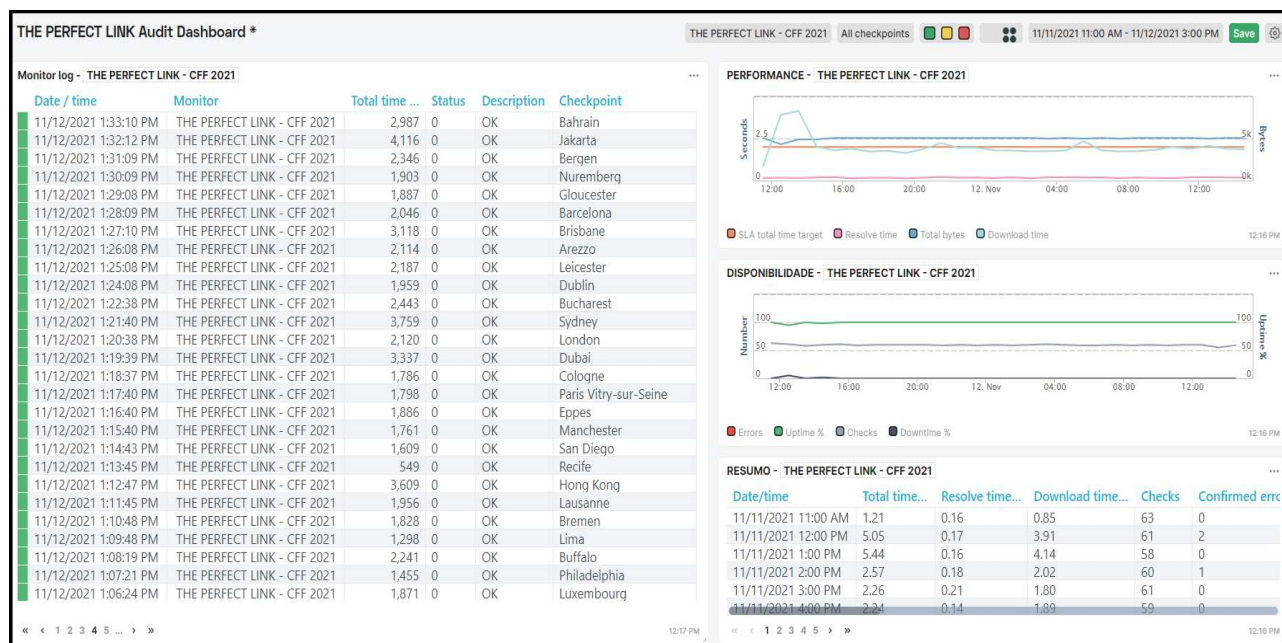 THE PERFECT LINK Audit Dashboard *
THE PERFECT LINK - CFF 2021 All checkpoints 11/11/2021 11:00 AM - 11/12/2021 3:00 PM Save
Monitor log - THE PERFECT LINK - CFF 2021 ...
Date / time Monitor Total time ... Status Description Checkpoint
11/12/2021 1:33:10 PM THE PERFECT LINK - CFF 2021 2,987 0 OK Bahrain
11/12/2021 1:32:12 PM THE PERFECT LINK - CFF 2021 4,116 0 OK Jakarta
11/12/2021 1:31:09 PM THE PERFECT LINK - CFF 2021 2,346 0 OK Bergen
11/12/2021 1:30:09 PM THE PERFECT LINK - CFF 2021 1,903 0 OK Nuremberg
11/12/2021 1:29:08 PM THE PERFECT LINK - CFF 2021 1,887 0 OK Gloucester
11/12/2021 1:28:09 PM THE PERFECT LINK - CFF 2021 2,046 0 OK Barcelona
11/12/2021 1:27:10 PM THE PERFECT LINK - CFF 2021 3,118 0 OK Brisbane
11/12/2021 1:26:08 PM THE PERFECT LINK - CFF 2021 2,114 0 OK Arezzo
11/12/2021 1:25:08 PM THE PERFECT LINK - CFF 2021 2,187 0 OK Leicester
11/12/2021 1:24:08 PM THE PERFECT LINK - CFF 2021 1,959 0 OK Dublin
11/12/2021 1:22:38 PM THE PERFECT LINK - CFF 2021 2,443 0 OK Bucharest
11/12/2021 1:21:40 PM THE PERFECT LINK - CFF 2021 3,759 0 OK Sydney
11/12/2021 1:20:38 PM THE PERFECT LINK - CFF 2021 2,120 0 OK London
11/12/2021 1:19:39 PM THE PERFECT LINK - CFF 2021 3,337 0 OK Dubai
11/12/2021 1:18:37 PM THE PERFECT LINK - CFF 2021 1,786 0 OK Cologne
11/12/2021 1:17:40 PM THE PERFECT LINK - CFF 2021 1,798 0 OK Paris Vitry-sur-Seine
11/12/2021 1:16:40 PM THE PERFECT LINK - CFF 2021 1,886 0 OK Eppes
11/12/2021 1:15:40 PM THE PERFECT LINK - CFF 2021 1,761 0 OK Manchester
11/12/2021 1:14:43 PM THE PERFECT LINK - CFF 2021 1,609 0 OK San Diego
11/12/2021 1:13:45 PM THE PERFECT LINK - CFF 2021 549 0 OK Recife
11/12/2021 1:12:47 PM THE PERFECT LINK - CFF 2021 3,609 0 OK Hong Kong
11/12/2021 1:11:45 PM THE PERFECT LINK - CFF 2021 1,956 0 OK Lausanne
11/12/2021 1:10:48 PM THE PERFECT LINK - CFF 2021 1,828 0 OK Bremen
11/12/2021 1:09:48 PM THE PERFECT LINK - CFF 2021 1,298 0 OK Lima
11/12/2021 1:08:19 PM THE PERFECT LINK - CFF 2021 2,241 0 OK Buffalo
11/12/2021 1:07:21 PM THE PERFECT LINK - CFF 2021 1,455 0 OK Philadelphia
11/12/2021 1:06:24 PM THE PERFECT LINK - CFF 2021 1,871 0 OK Luxembourg
« ‹ 1 2 3 4 5 ... › » 12:17 PM
PERFORMANCE - THE PERFECT LINK - CFF 2021 ...
Seconds
2.5
0
5k
0k
Bytes
12:00 16:00 20:00 12. Nov 04:00 08:00 12:00
SLA total time target Resolve time Total bytes Download time 12:16 PM
DISPONIBILIDADE - THE PERFECT LINK - CFF 2021 ...
Number
100
50
0
100
50
0
Uptime %
12:00 16:00 20:00 12. Nov 04:00 08:00 12:00
Errors Uptime % Checks Downtime % 12:16 PM
RESUMO - THE PERFECT LINK - CFF 2021 ...
Date/time Total time... Resolve time... Download time... Checks Confirmed erro
11/11/2021 11:00 AM 1.21 0.16 0.85 63 0
11/11/2021 12:00 PM 5.05 0.17 3.91 61 2
11/11/2021 1:00 PM 5.44 0.16 4.14 58 0
11/11/2021 2:00 PM 2.57 0.18 2.02 60 1
11/11/2021 3:00 PM 2.26 0.21 1.80 61 0
11/11/2021 4:00 PM 2.24 0.14 1.89 59 0
« ‹ 1 2 3 4 5 › » 12:16 PM